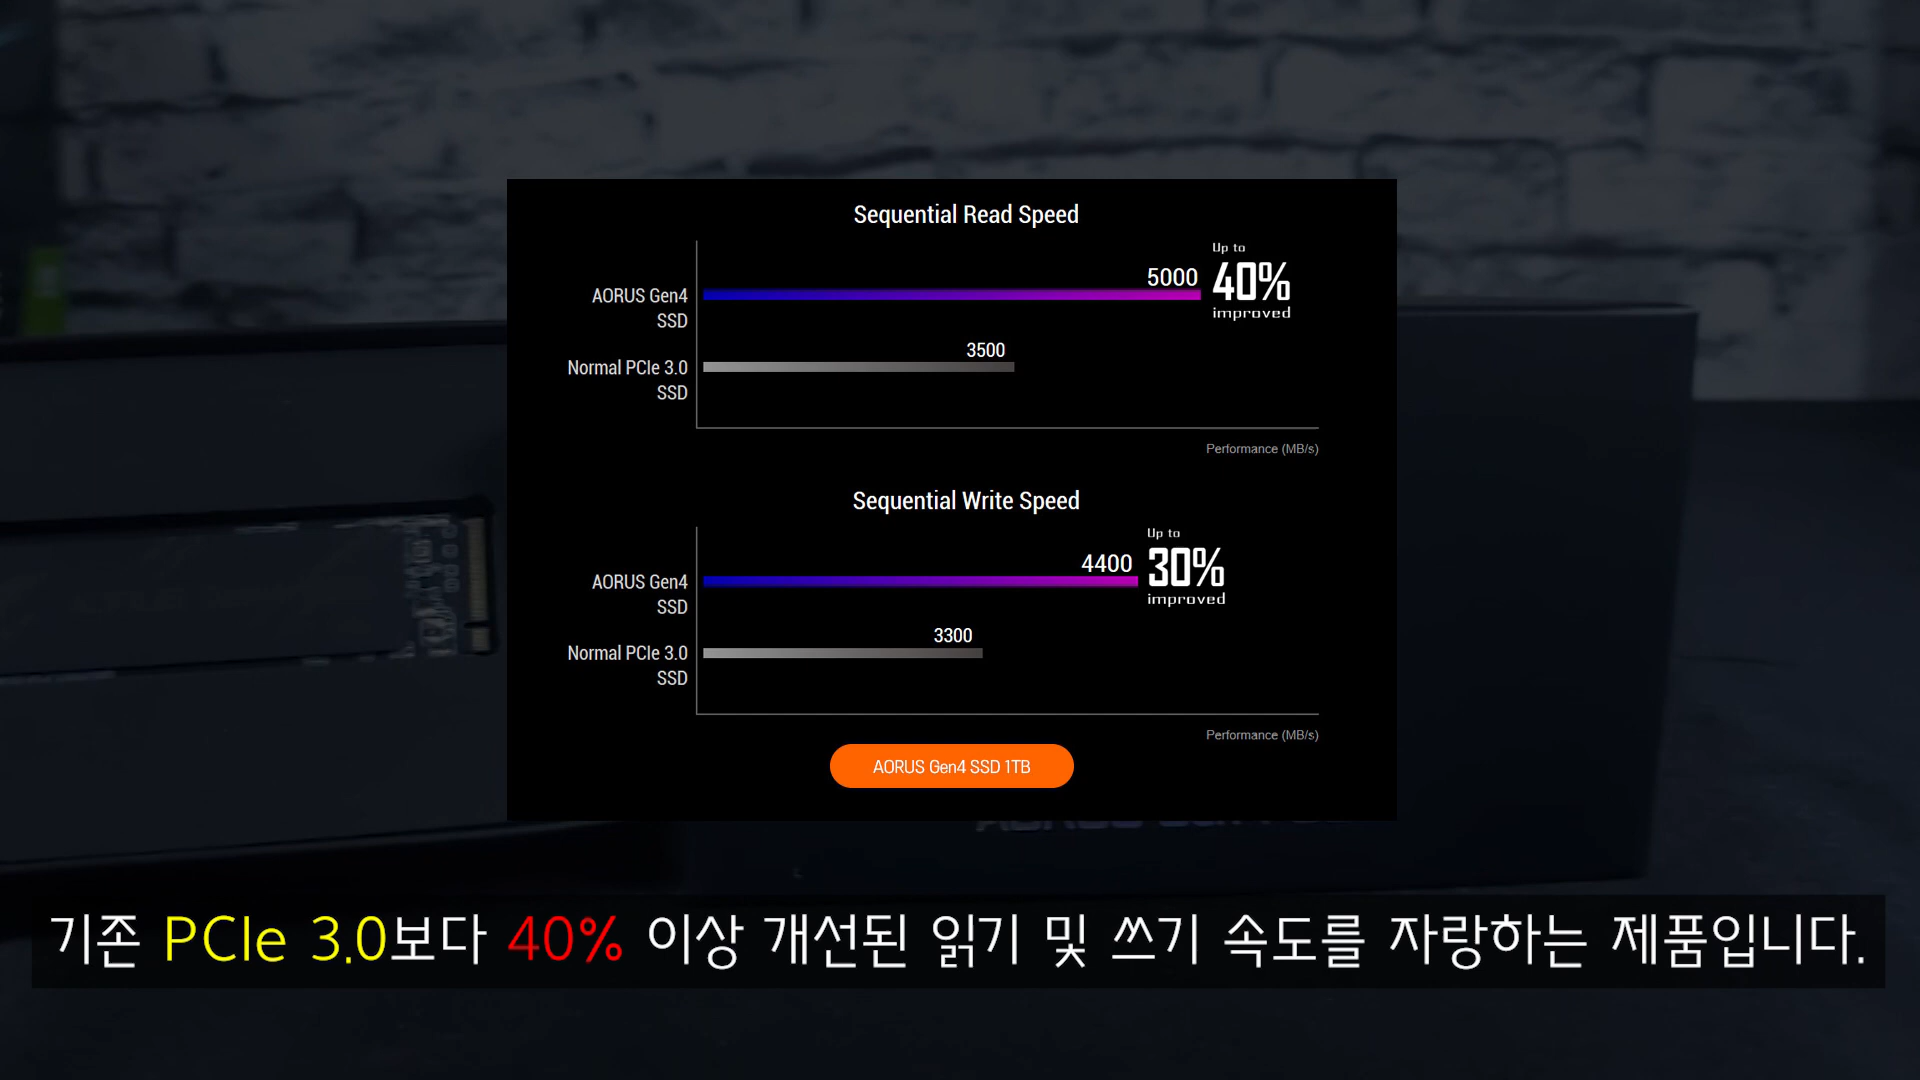 Sequential Read Speed
Up to
5000
40%
improved
AORUS Gen4
SSD
3500
Normal PCIe 3.0
SSD
Performance (MB/s)
Sequential Write Speed
Up to
4400
30%
improved
AORUS Gen4
SSD
3300
Normal PCIe 3.0
SSD
Performance (MB/s)
AORUS Gen4 SSD 1TB
기존 PCIe 3.0보다 40% 이상 개선된 읽기 및 쓰기 속도를 자랑하는 제품입니다.